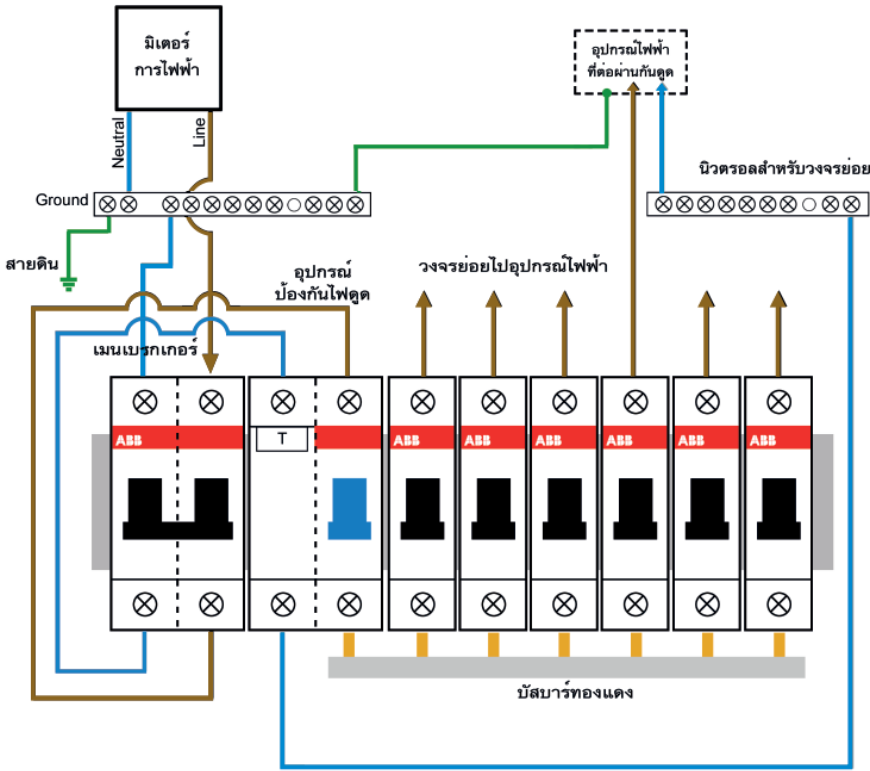 มิเตอร์
การไฟฟ้า
อุปกรณ์ไฟฟ้า
ที่ต่อผ่านกันดูด
Neutral
Line
นิวตรอลสำหรับวงจรย่อย
Ground
สายดิน
อุปกรณ์
ป้องกันไฟดูด
วงจรย่อยไปอุปกรณ์ไฟฟ้า
เมนเบรกเกอร์
ABB
T
ABB
ABB
ABB
ABB
ABB
ABB
บัสบาร์ทองแดง